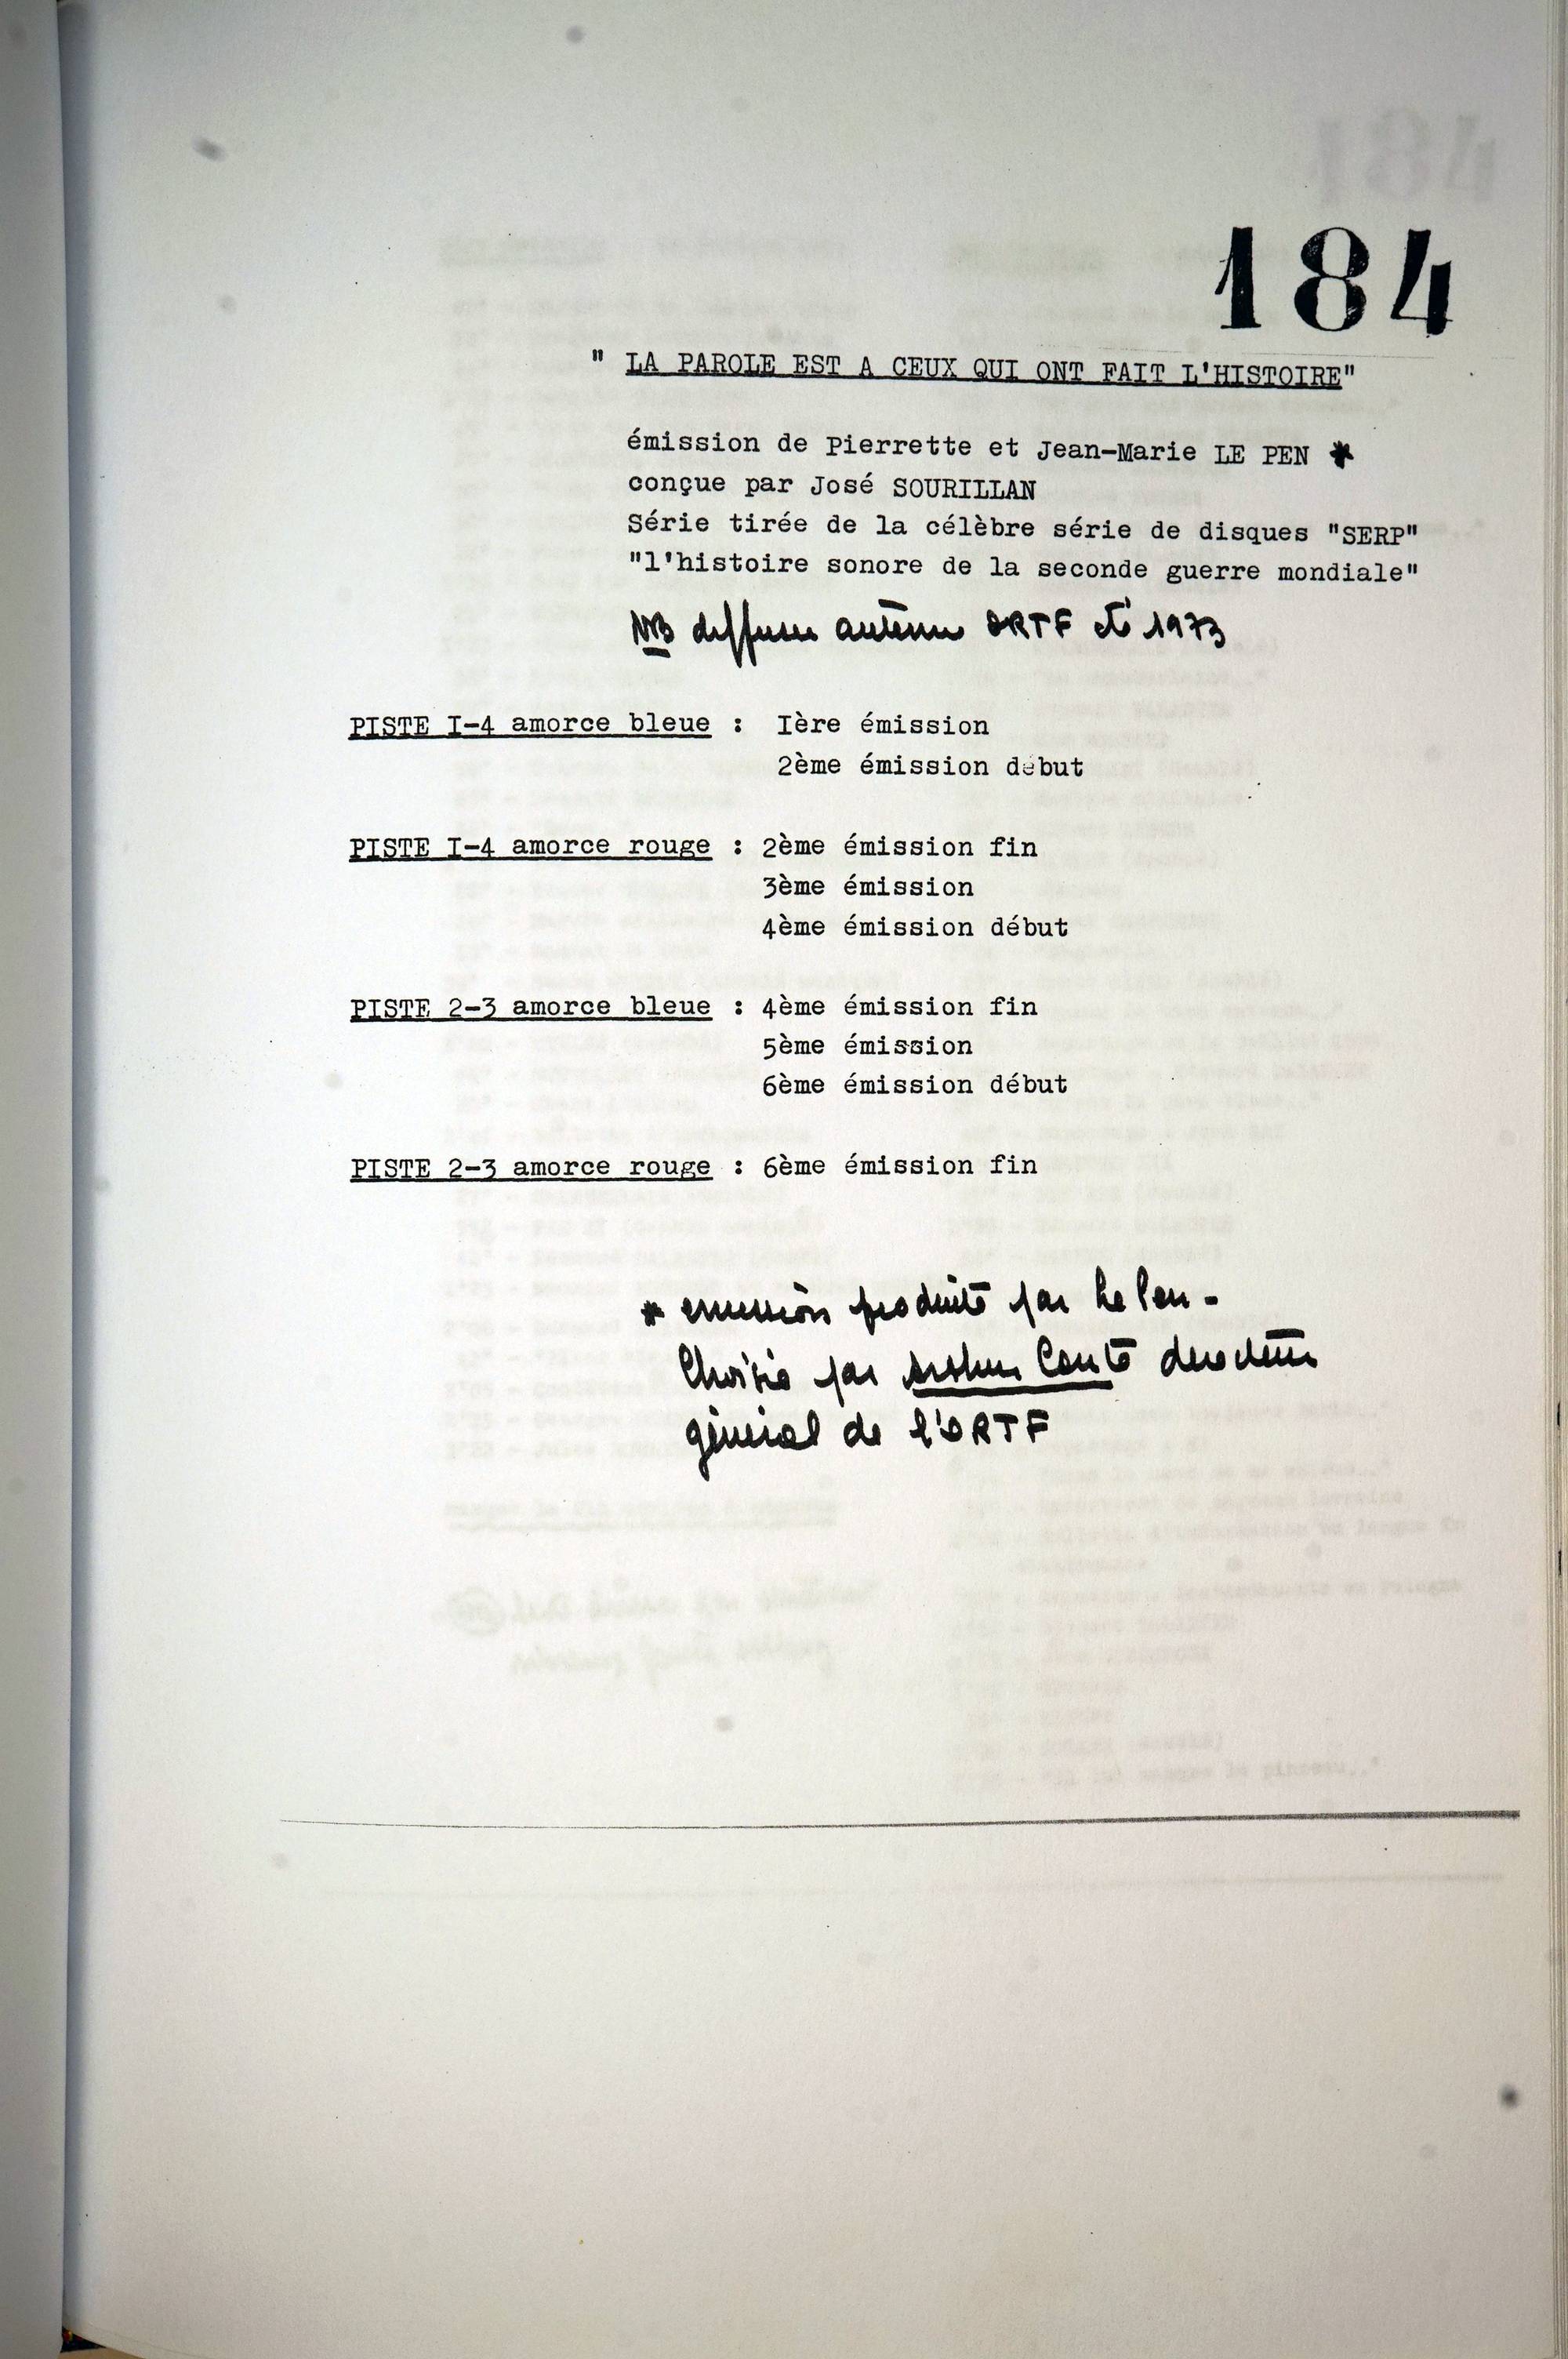 184
" LA PAROLE EST A CEUX QUI ONT FAIT L'HISTOIRE"
émission de Pierrette et Jean-Marie LE PEN *
conçue par José SOURILLAN
Série tirée de la célèbre série de disques "SERP"
"l'histoire sonore de la seconde guerre mondiale"
NB diffusée antenne ORTF été 1973
PISTE I-4 amorce bleue : Ière émission
2ème émission début
PISTE I-4 amorce rouge : 2ème émission fin
3ème émission
4ème émission début
PISTE 2-3 amorce bleue : 4ème émission fin
5ème émission
6ème émission début
PISTE 2-3 amorce rouge : 6ème émission fin
* emission produite par Le Pen -
Choisie par Arthur Conte directeur
général de l'ORTF